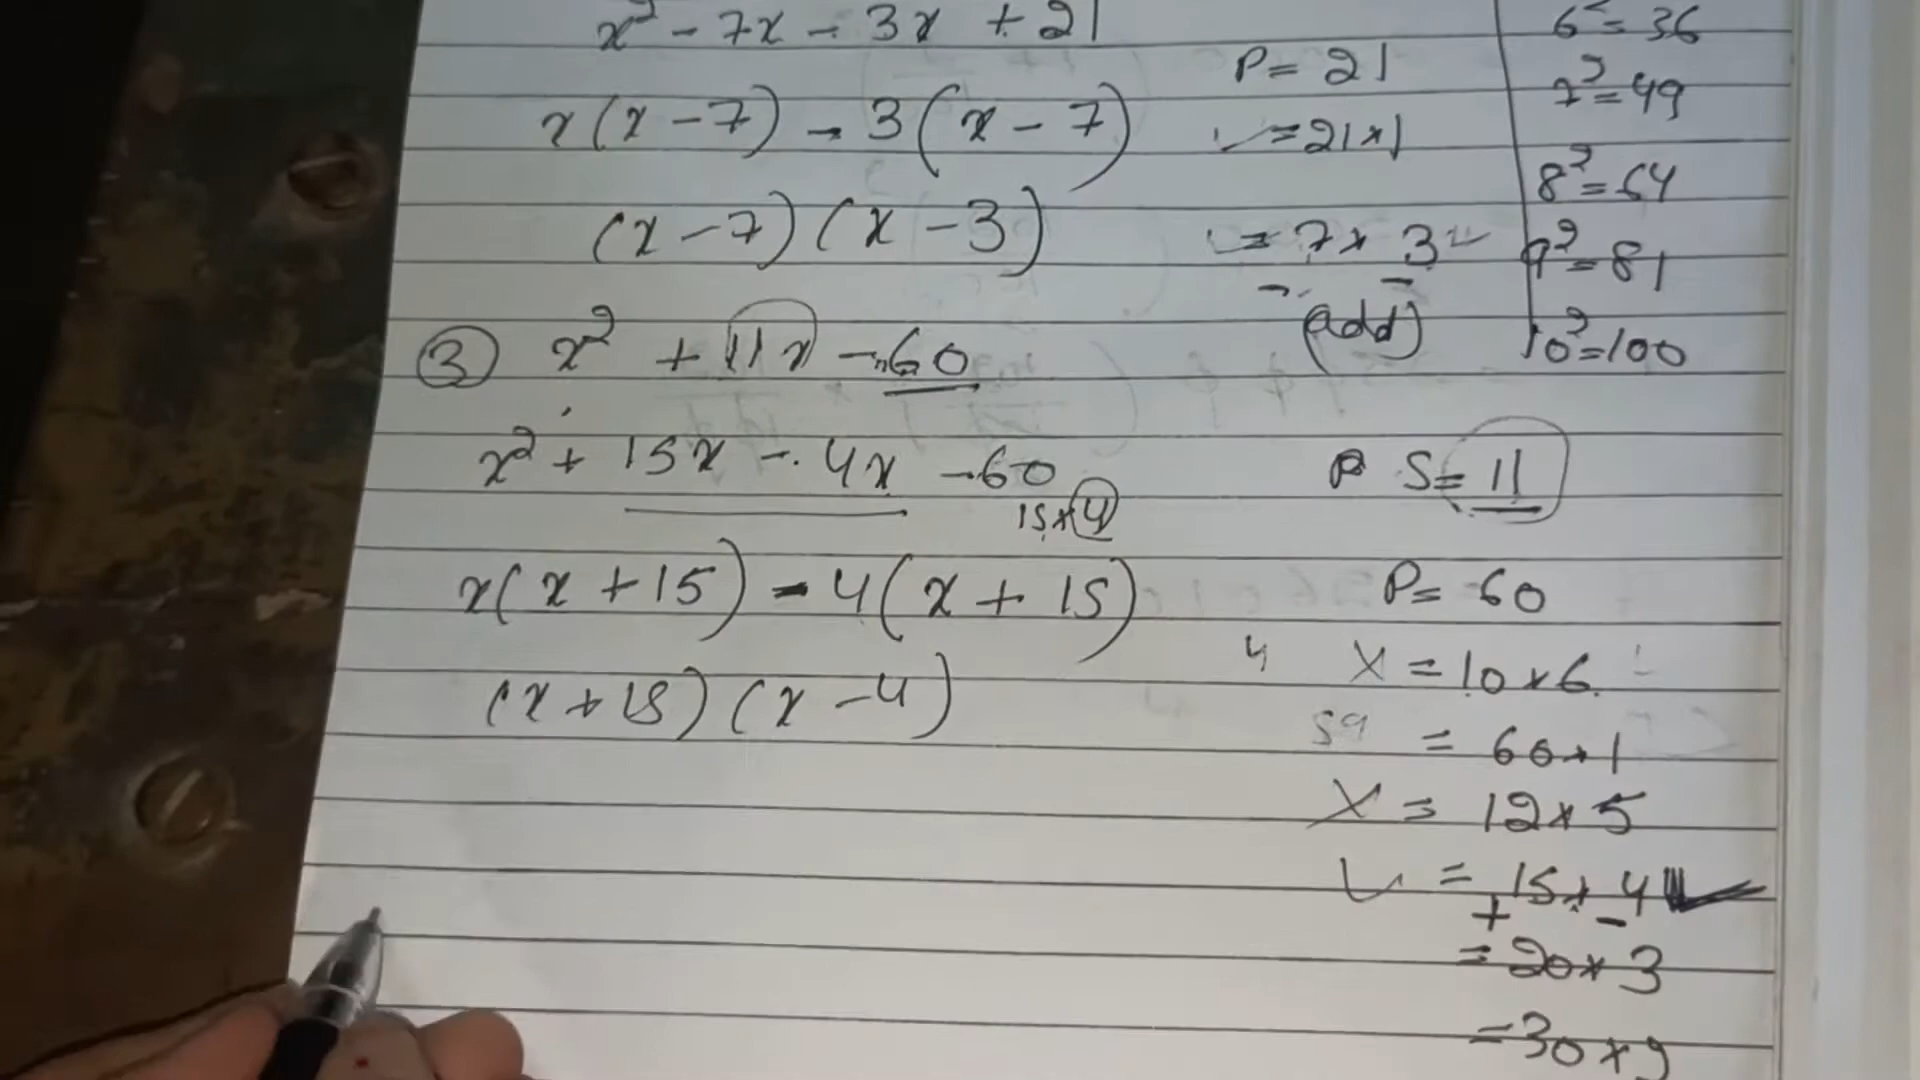 x² - 7x - 3x + 21
x(x - 7) - 3(x - 7)
(x - 7)(x - 3)
P = 21
= 21 × 1
= 7 × 3
- -
(add)
6² = 36
7² = 49
8² = 64
9² = 81
10² = 100
③ x² + 11x - 60
x² + 15x - 4x - 60
15 × 4
x(x + 15) - 4(x + 15)
(x + 15)(x - 4)
P S = 11
P = 60
4 X = 10 × 6
59 = 60 × 1
X = 12 × 5
= 15 × 4
+ -
= 20 × 3
= 30 ×